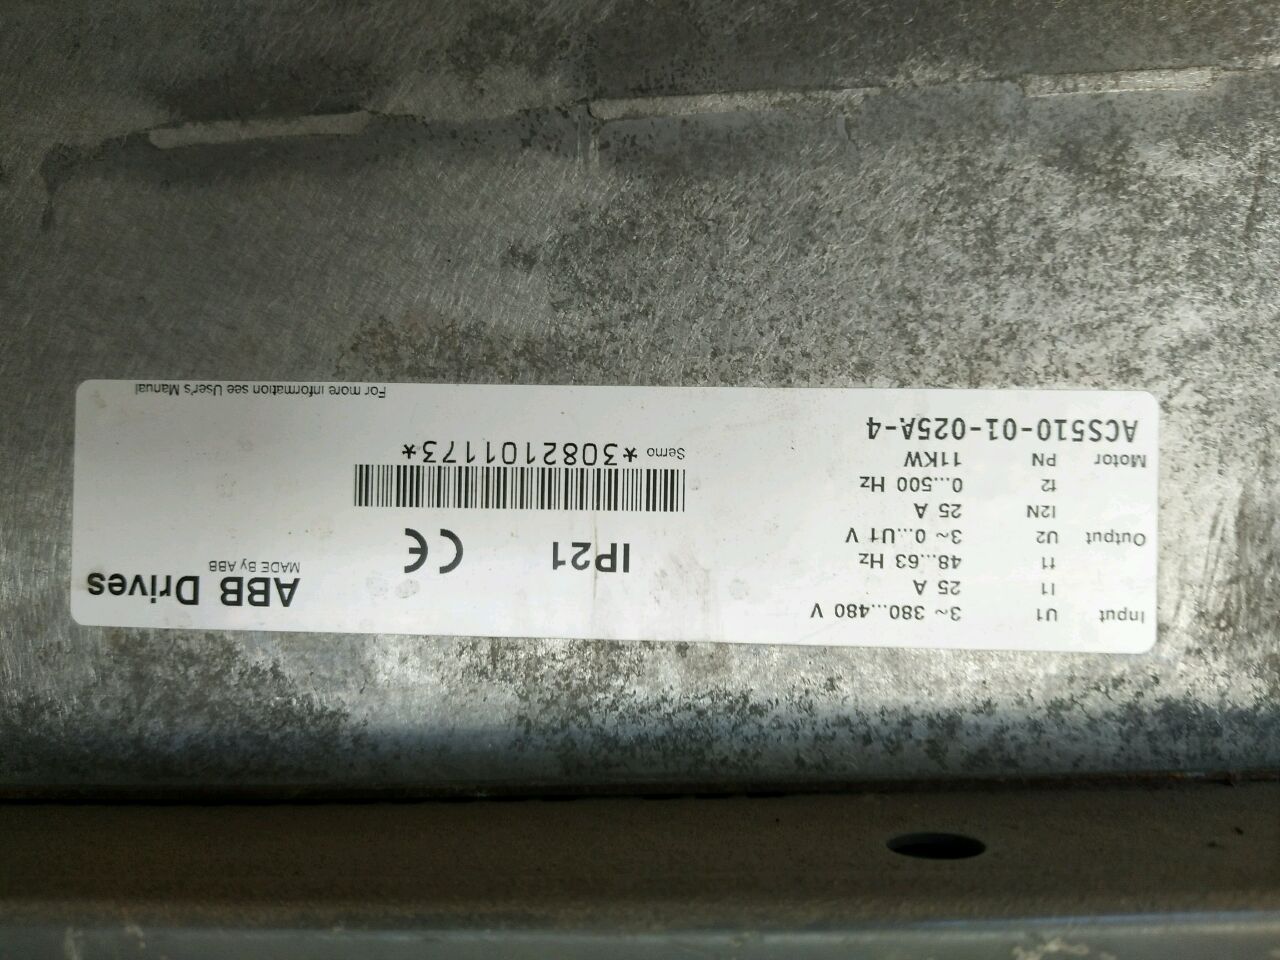 Input U1 3~ 380...480 V
I1 25 A
f1 48...63 Hz
Output U2 3~ 0...U1 V
I2N 25 A
f2 0...500 Hz
Motor PN 11KW
ACS510-01-025A-4
IP21 CE
Serno *3082101173*
ABB Drives
MADE By ABB
For more information see User's Manual